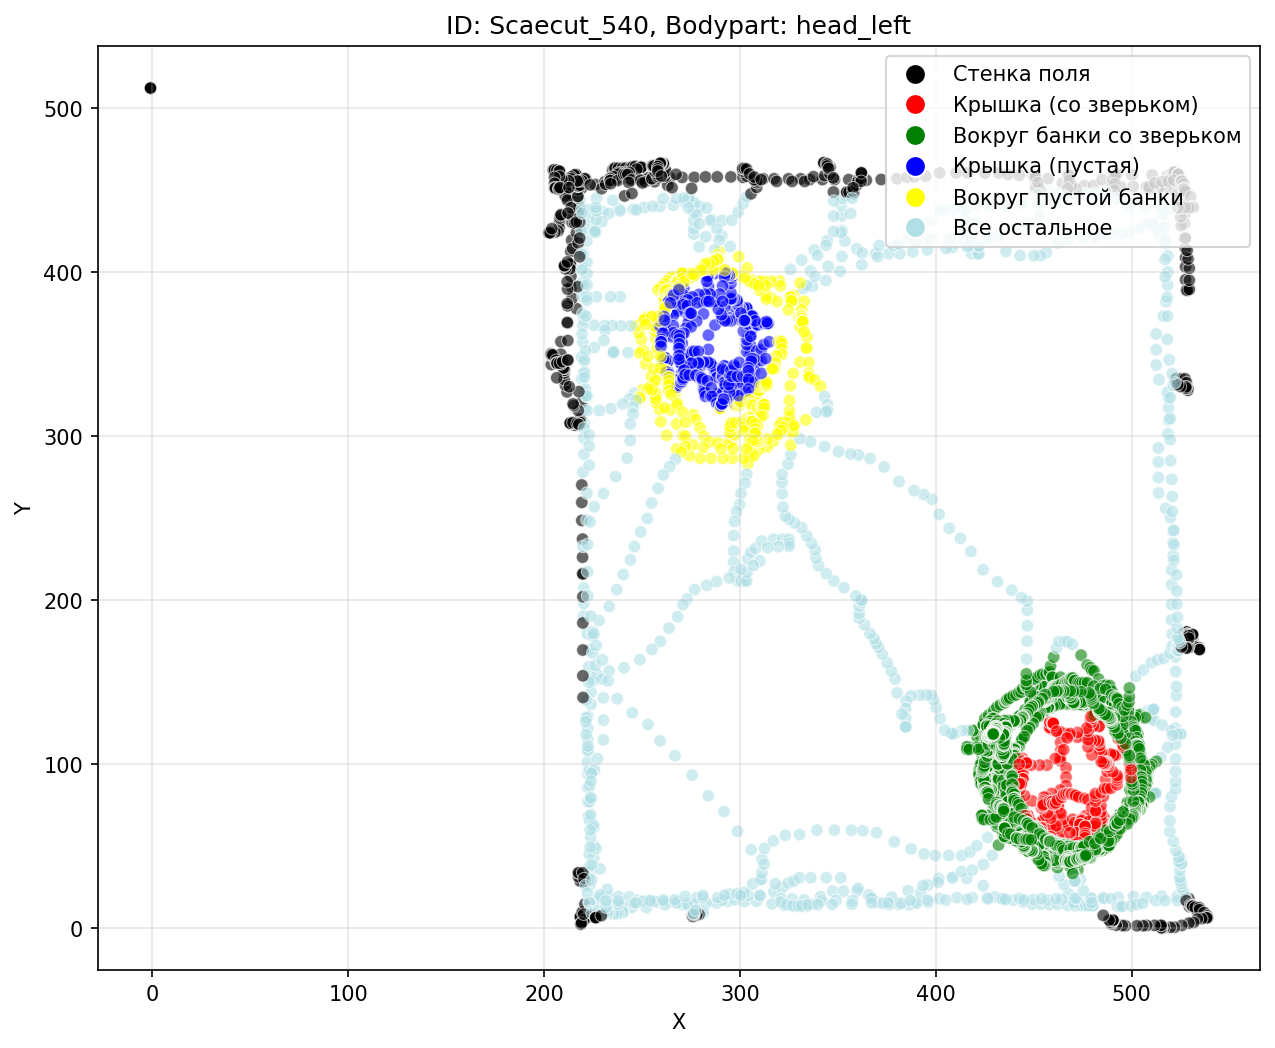 ID: Scaecut_540, Bodypart: head_left
Стенка поля
Крышка (со зверьком)
Вокруг банки со зверьком
Крышка (пустая)
Вокруг пустой банки
Все остальное
Y
500
400
300
200
100
0
0 100 200 300 400 500
X